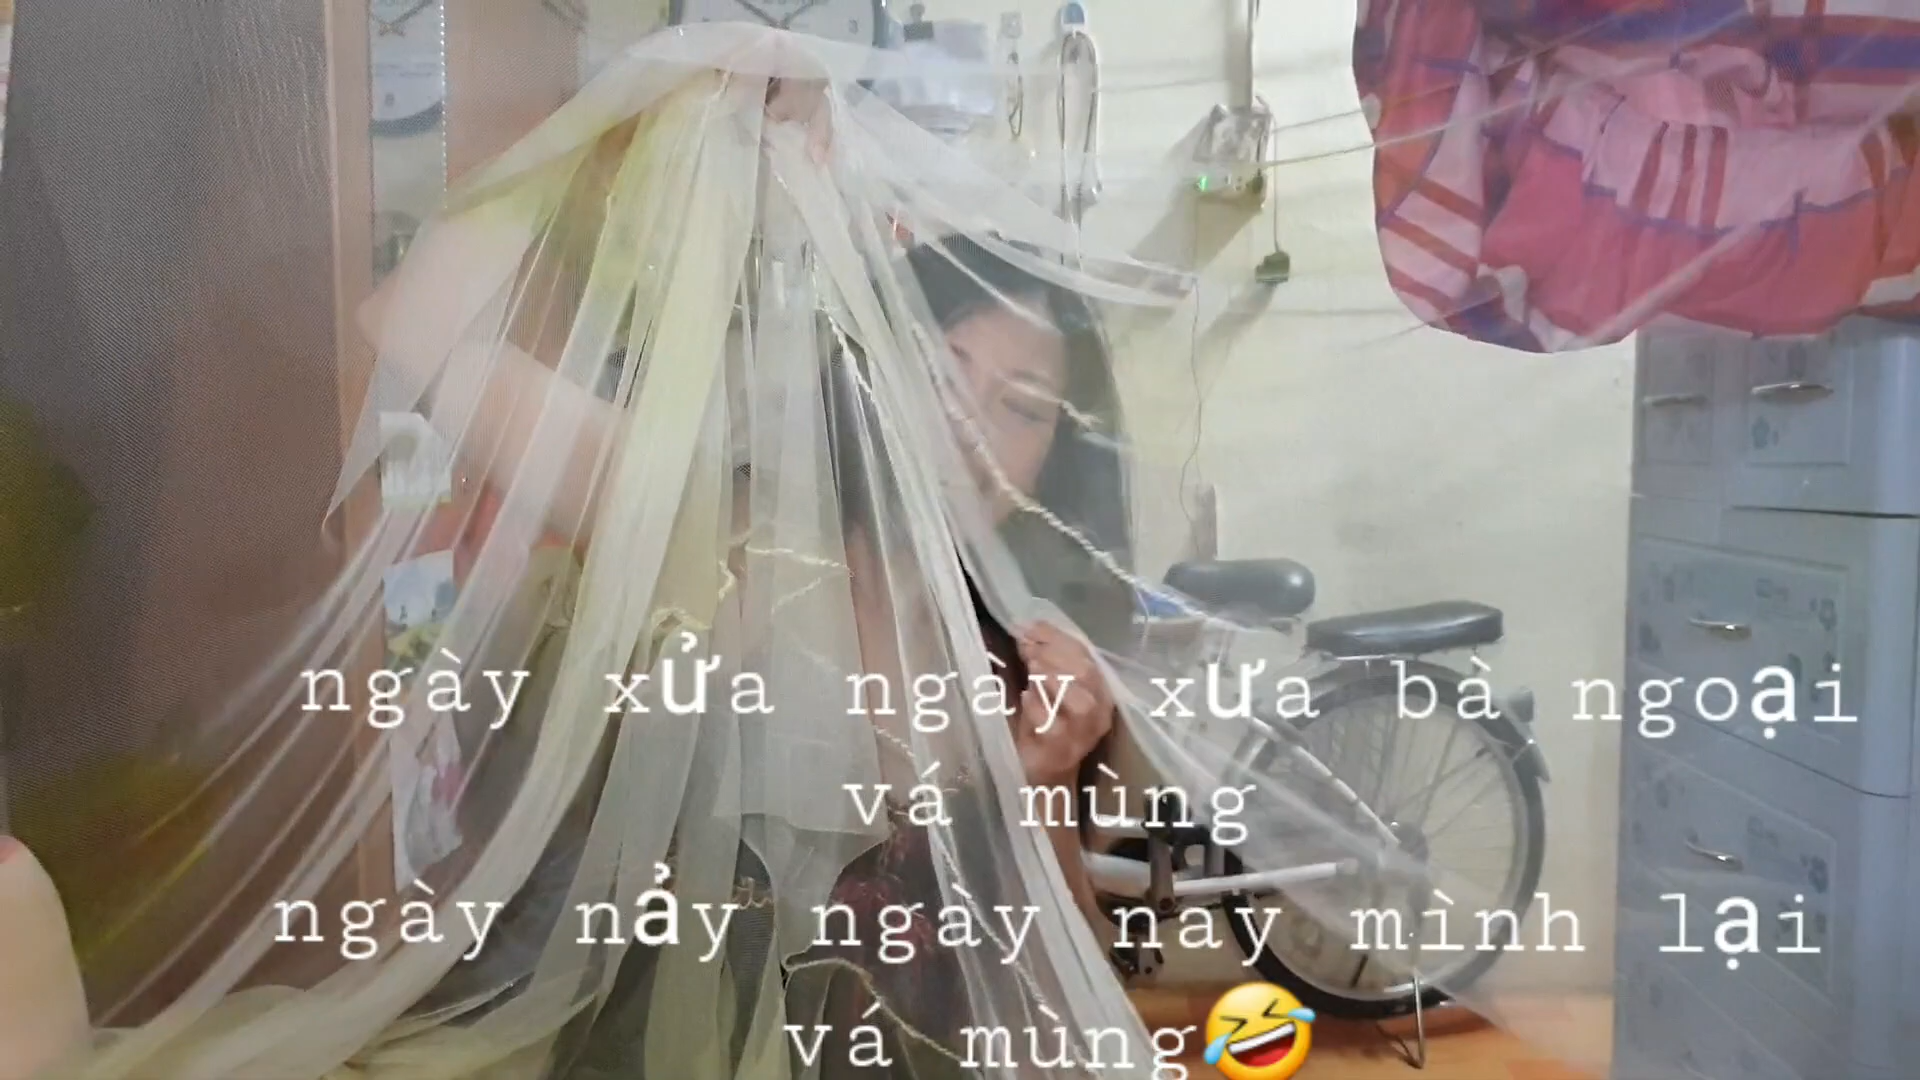 ngày xửa ngày xưa bà ngoại
vá mùng
ngày nảy ngày nay mình lại
vá mùng🤣